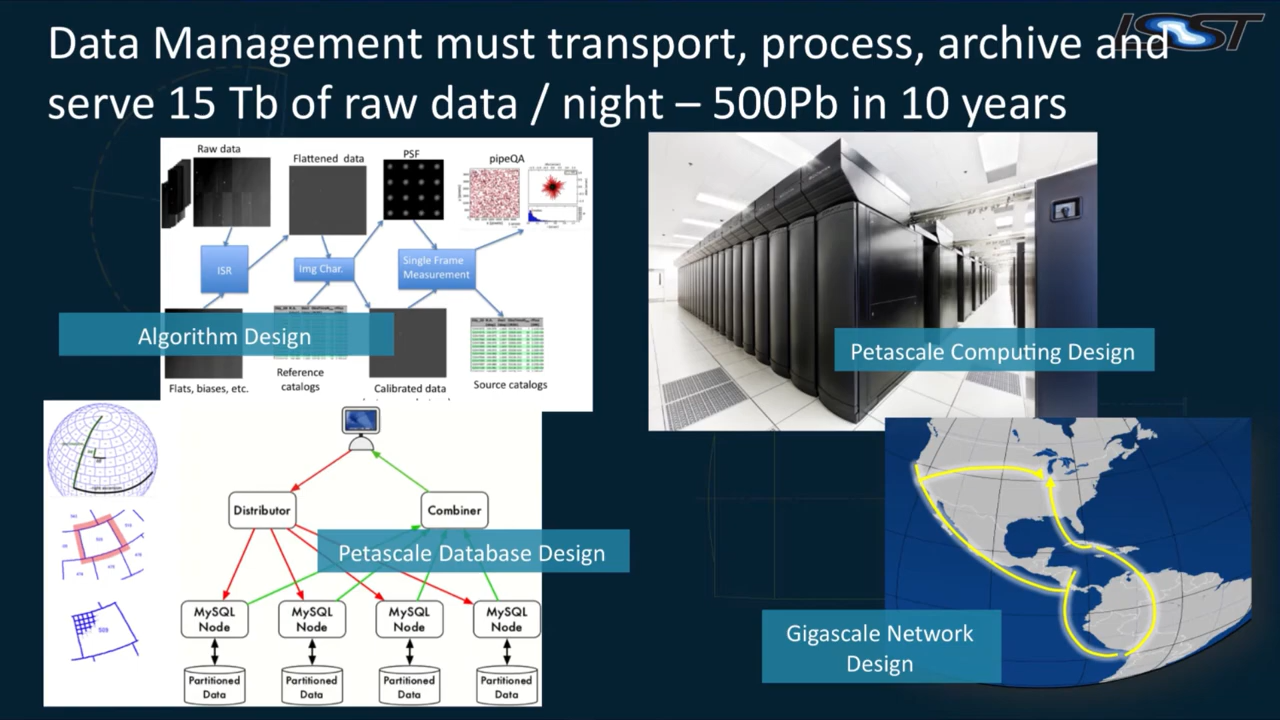 Data Management must transport, process, archive and
serve 15 Tb of raw data / night – 500Pb in 10 years
LSST
Raw data
Flattened data
PSF
pipeQA
ISR
Img Char.
Single Frame
Measurement
Algorithm Design
Flats, biases, etc.
Reference
catalogs
Calibrated data
Source catalogs
Petascale Computing Design
Distributor
Combiner
Petascale Database Design
MySQL
Node
MySQL
Node
MySQL
Node
MySQL
Node
Partitioned
Data
Partitioned
Data
Partitioned
Data
Partitioned
Data
509
Gigascale Network
Design